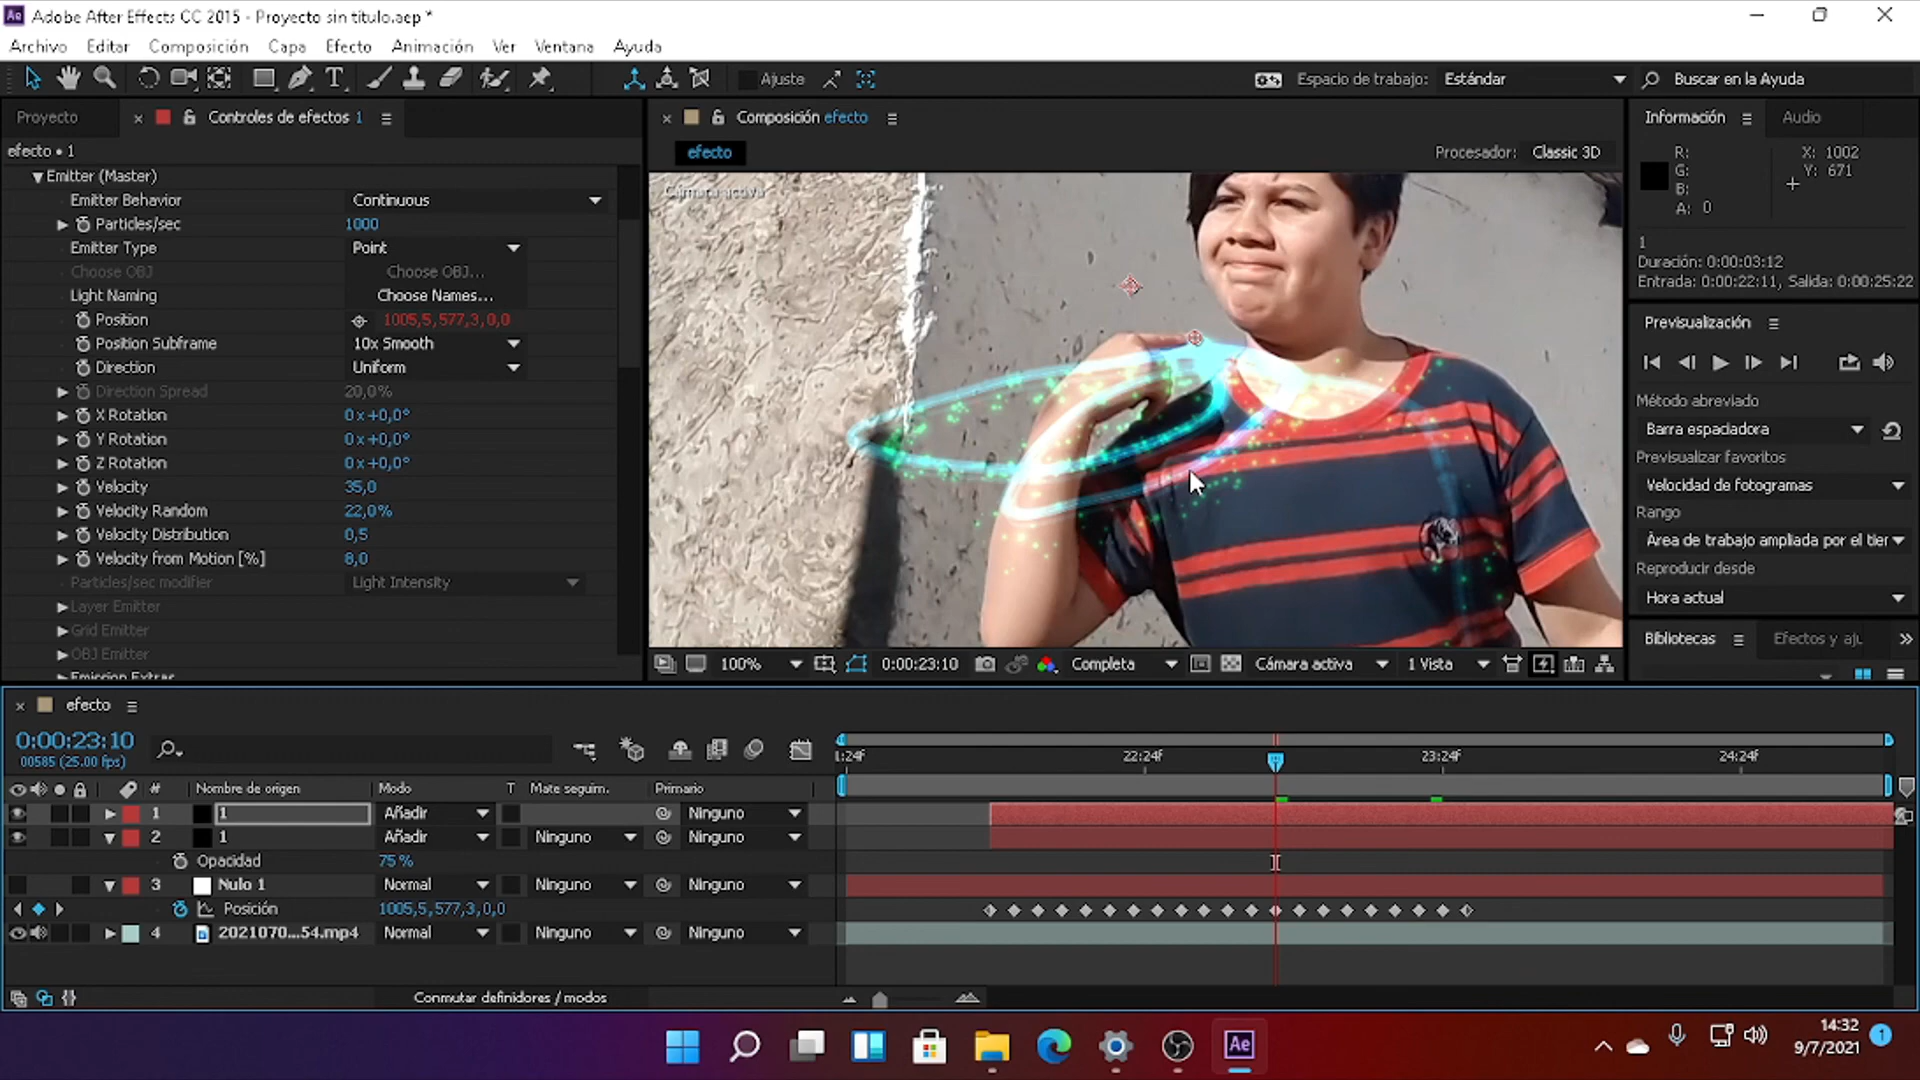 Adobe After Effects CC 2015 - Proyecto sin título.aep *
Archivo Editar Composición Capa Efecto Animación Ver Ventana Ayuda
Ajuste
Espacio de trabajo: Estándar
Buscar en la Ayuda
Proyecto
Controles de efectos 1
efecto • 1
Emitter (Master)
Emitter Behavior Continuous
Particles/sec 1000
Emitter Type Point
Choose OBJ Choose OBJ...
Light Naming Choose Names...
Position 1005,5,577,3,0,0
Position Subframe 10x Smooth
Direction Uniform
Direction Spread 20,0%
X Rotation 0x+0,0°
Y Rotation 0x+0,0°
Z Rotation 0x+0,0°
Velocity 35,0
Velocity Random 22,0%
Velocity Distribution 0,5
Velocity from Motion [%] 8,0
Particles/sec modifier Light Intensity
Layer Emitter
Grid Emitter
OBJ Emitter
Emission Extras
Composición efecto
efecto
Procesador: Classic 3D
Cámara activa
100% 0:00:23:10 Completa Cámara activa 1 Vista
Información Audio
R: X: 1002
G: Y: 671
B:
A: 0
1
Duración: 0:00:03:12
Entrada: 0:00:22:11, Salida: 0:00:25:22
Previsualización
Método abreviado
Barra espaciadora
Previsualizar favoritos
Velocidad de fotogramas
Rango
Área de trabajo ampliada por el tier
Reproducir desde
Hora actual
Bibliotecas Efectos y aju
efecto
0:00:23:10
00585 (25.00 fps)
1:24f 22:24f 23:24f 24:24f
# Nombre de origen Modo T Mate seguim. Primario
1 1 Añadir Ninguno
2 1 Añadir Ninguno Ninguno
Opacidad 75%
3 Nulo 1 Normal Ninguno Ninguno
Posición 1005,5,577,3,0,0
4 2021070...54.mp4 Normal Ninguno Ninguno
Conmutar definidores / modos
Ae
14:32
9/7/2021
1